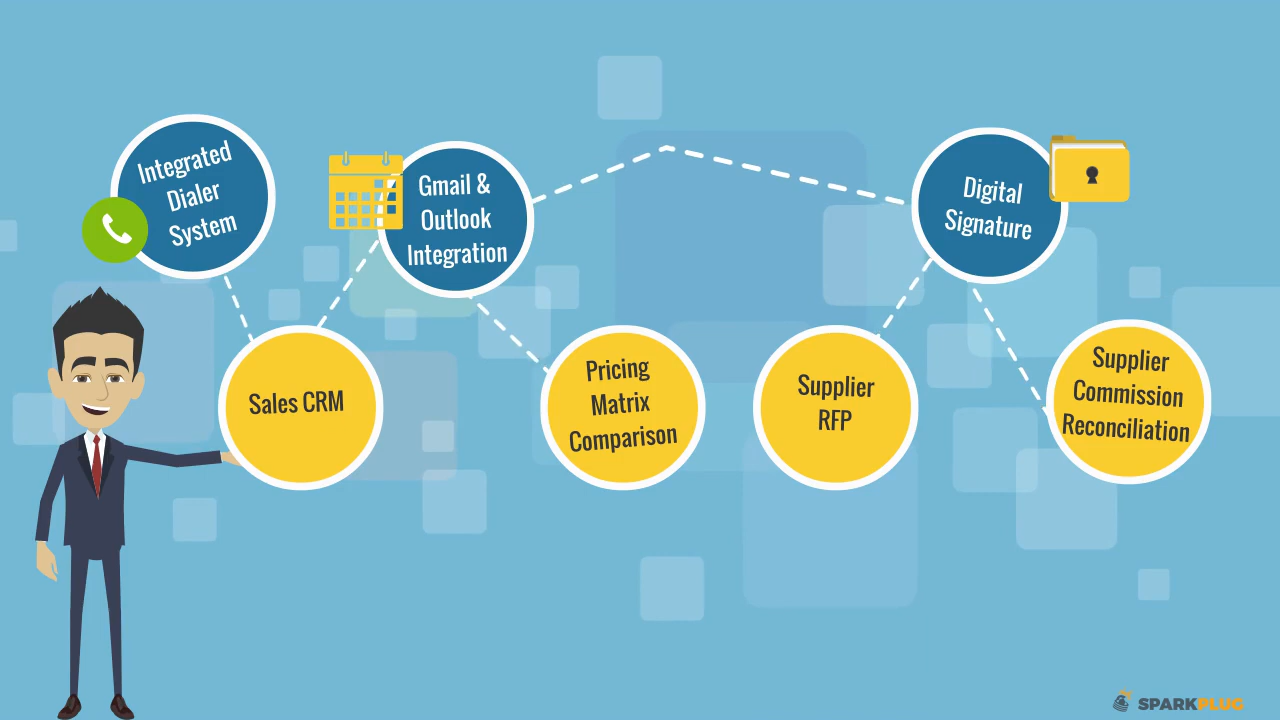 Integrated
Dialer
System
Gmail &
Outlook
Integration
Digital
Signature
Sales CRM
Pricing
Matrix
Comparison
Supplier
RFP
Supplier
Commission
Reconciliation
SPARKPLUG